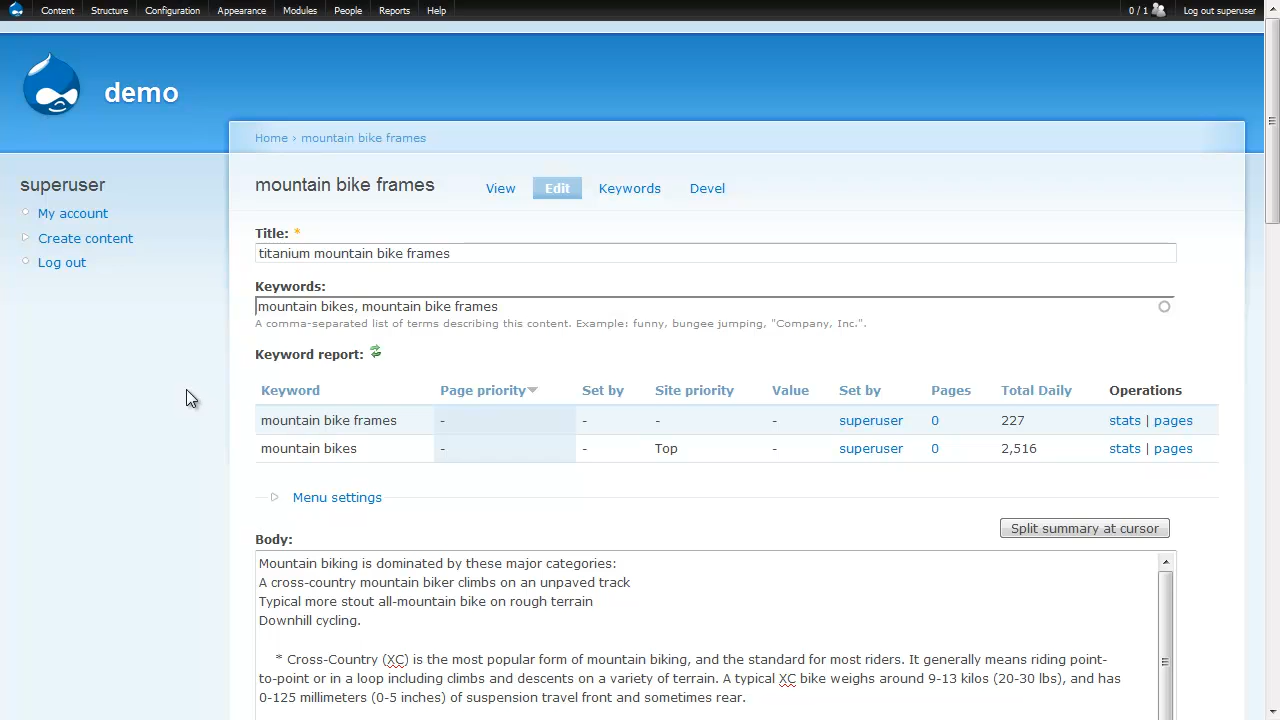 Content Structure Configuration Appearance Modules People Reports Help 0 / 1 Log out superuser
demo
Home › mountain bike frames
superuser
My account
Create content
Log out
mountain bike frames View Edit Keywords Devel
Title: *
titanium mountain bike frames
Keywords:
mountain bikes, mountain bike frames
A comma-separated list of terms describing this content. Example: funny, bungee jumping, "Company, Inc.".
Keyword report:
Keyword Page priority Set by Site priority Value Set by Pages Total Daily Operations
mountain bike frames - - - - superuser 0 227 stats | pages
mountain bikes - - Top - superuser 0 2,516 stats | pages
Menu settings
Split summary at cursor
Body:
Mountain biking is dominated by these major categories:
A cross-country mountain biker climbs on an unpaved track
Typical more stout all-mountain bike on rough terrain
Downhill cycling.
* Cross-Country (XC) is the most popular form of mountain biking, and the standard for most riders. It generally means riding point-
to-point or in a loop including climbs and descents on a variety of terrain. A typical XC bike weighs around 9-13 kilos (20-30 lbs), and has
0-125 millimeters (0-5 inches) of suspension travel front and sometimes rear.